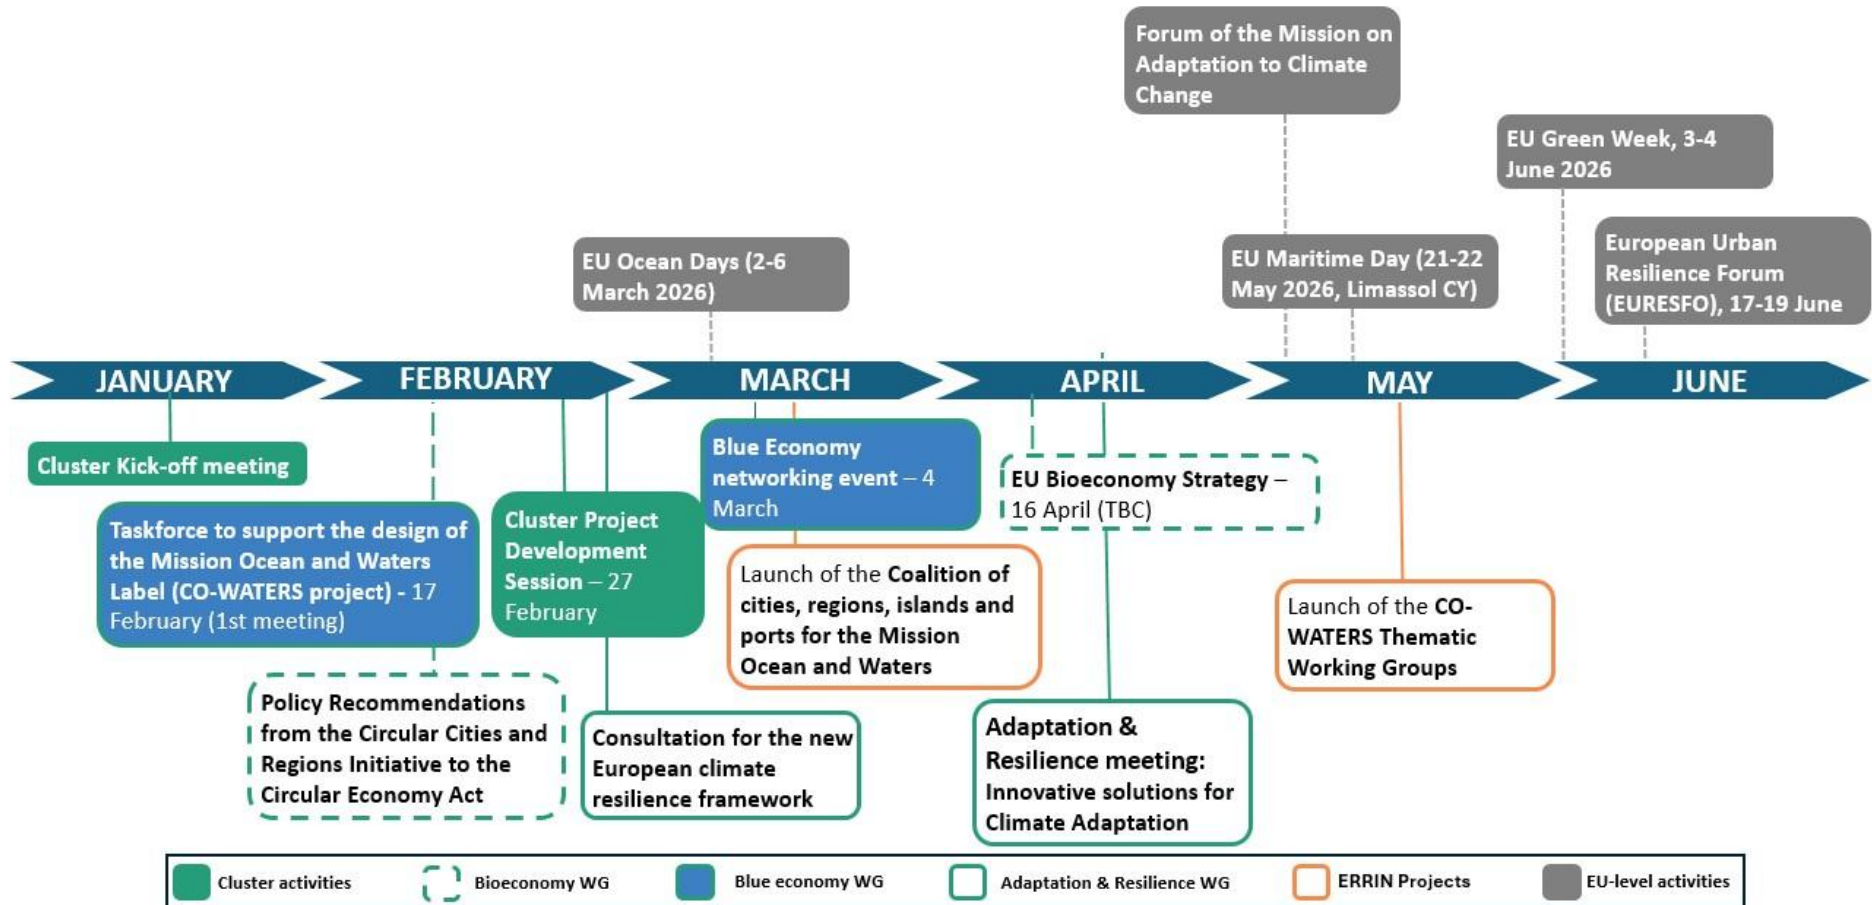 Forum of the Mission on
Adaptation to Climate
Change
EU Green Week, 3-4
June 2026
European Urban
Resilience Forum
(EURESFO), 17-19 June
EU Ocean Days (2-6
March 2026)
EU Maritime Day (21-22
May 2026, Limassol CY)
JANUARY
FEBRUARY
MARCH
APRIL
MAY
JUNE
Cluster Kick-off meeting
Taskforce to support the design of
the Mission Ocean and Waters
Label (CO-WATERS project) - 17
February (1st meeting)
Policy Recommendations
from the Circular Cities and
Regions Initiative to the
Circular Economy Act
Cluster Project
Development
Session – 27
February
Consultation for the new
European climate
resilience framework
Blue Economy
networking event – 4
March
Launch of the Coalition of
cities, regions, islands and
ports for the Mission
Ocean and Waters
EU Bioeconomy Strategy –
16 April (TBC)
Adaptation &
Resilience meeting:
Innovative solutions for
Climate Adaptation
Launch of the CO-
WATERS Thematic
Working Groups
Cluster activities
Bioeconomy WG
Blue economy WG
Adaptation & Resilience WG
ERRIN Projects
EU-level activities